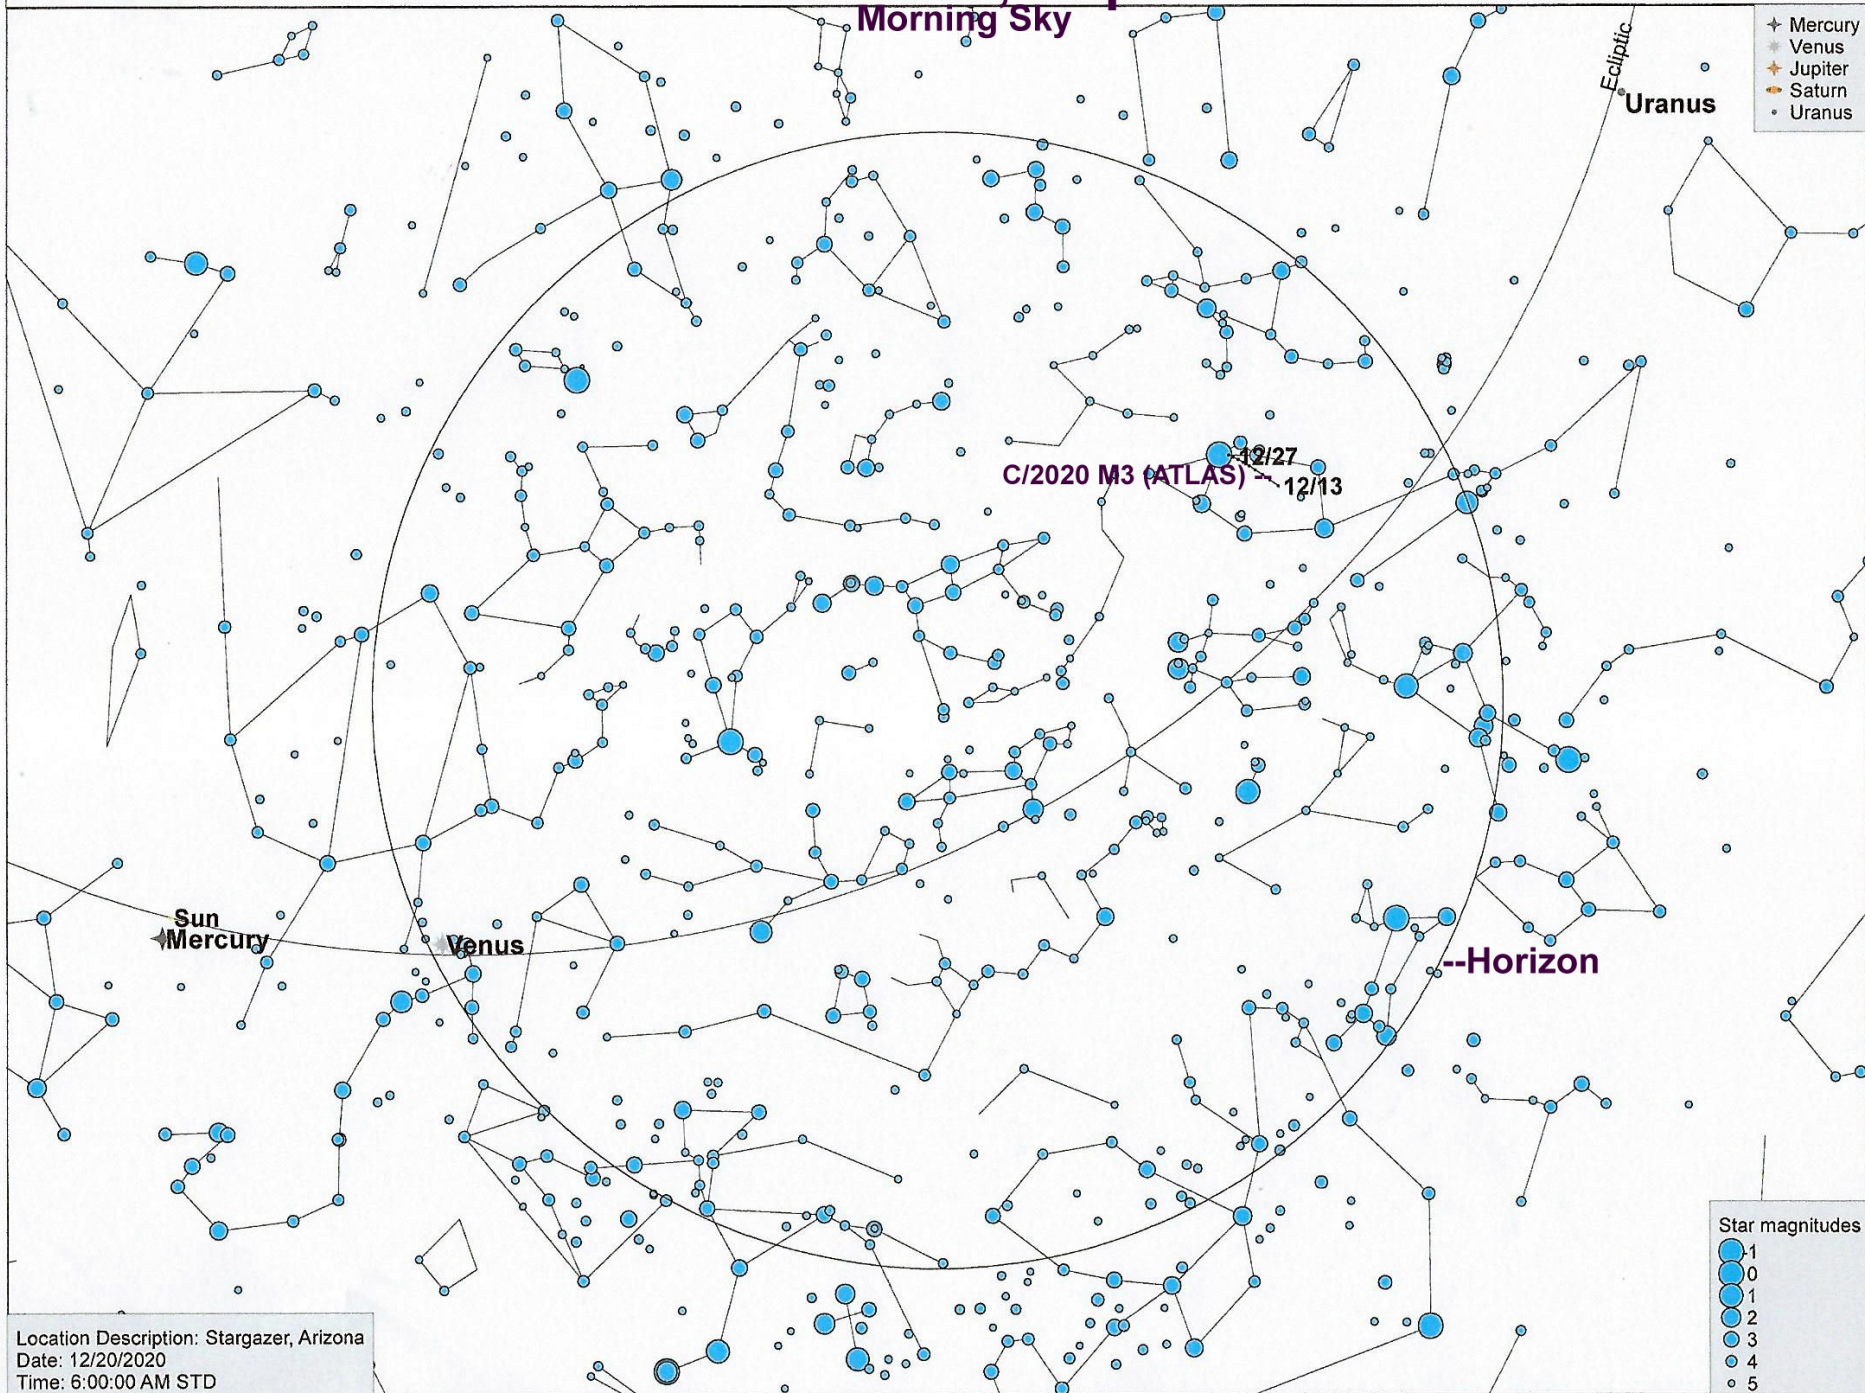 Morning Sky
Ecliptic
Mercury
Venus
Jupiter
Saturn
Uranus
Uranus
12/27
C/2020 M3 (ATLAS) --
12/13
Sun
Mercury
Venus
--Horizon
Star magnitudes
-1
0
1
2
3
4
5
Location Description: Stargazer, Arizona
Date: 12/20/2020
Time: 6:00:00 AM STD